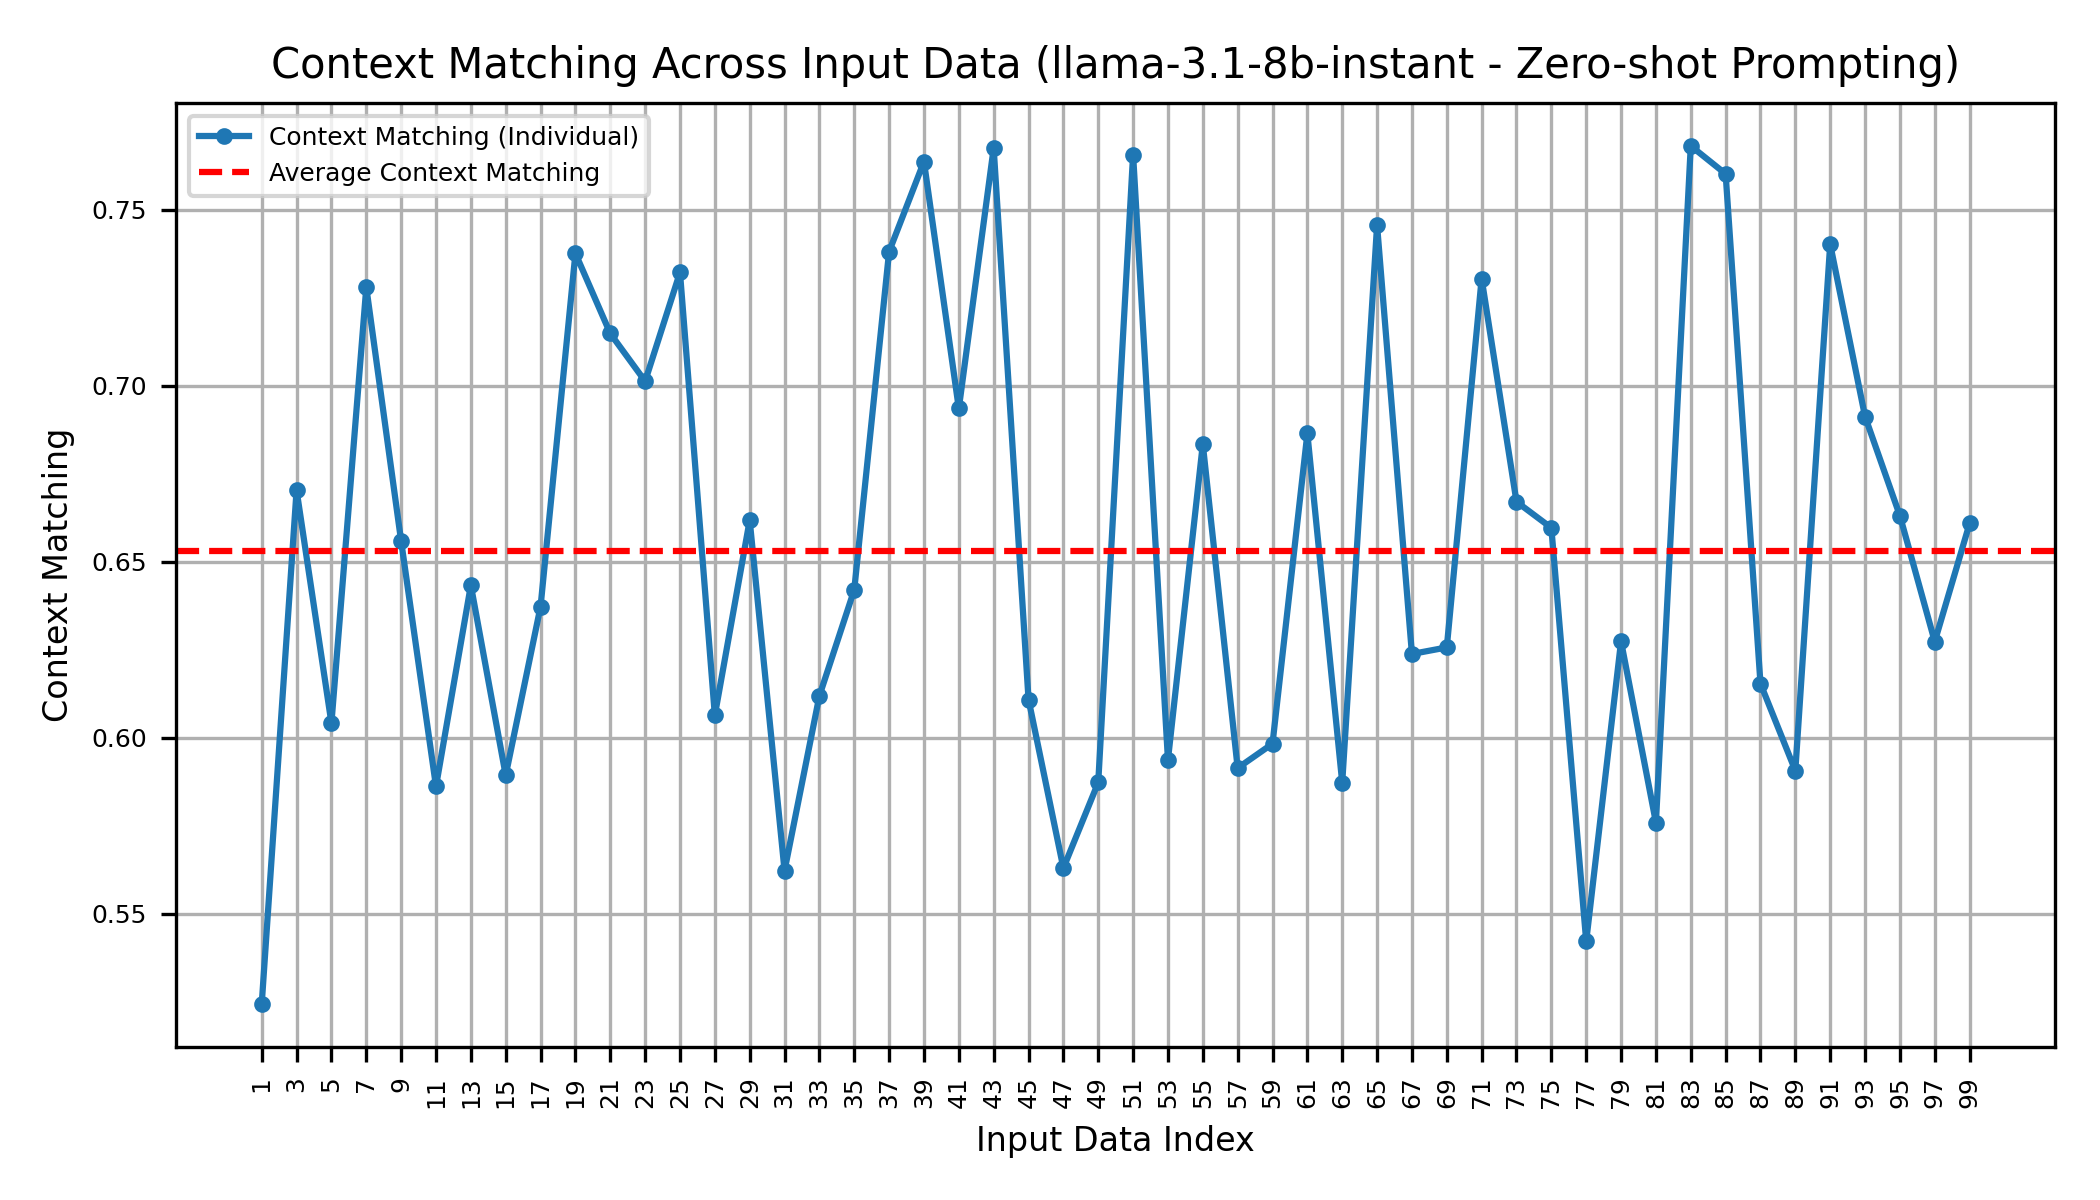 Context Matching Across Input Data (llama-3.1-8b-instant - Zero-shot Prompting)
Context Matching (Individual)
Average Context Matching
Context Matching
0.75
0.70
0.65
0.60
0.55
1 3 5 7 9 11 13 15 17 19 21 23 25 27 29 31 33 35 37 39 41 43 45 47 49 51 53 55 57 59 61 63 65 67 69 71 73 75 77 79 81 83 85 87 89 91 93 95 97 99
Input Data Index